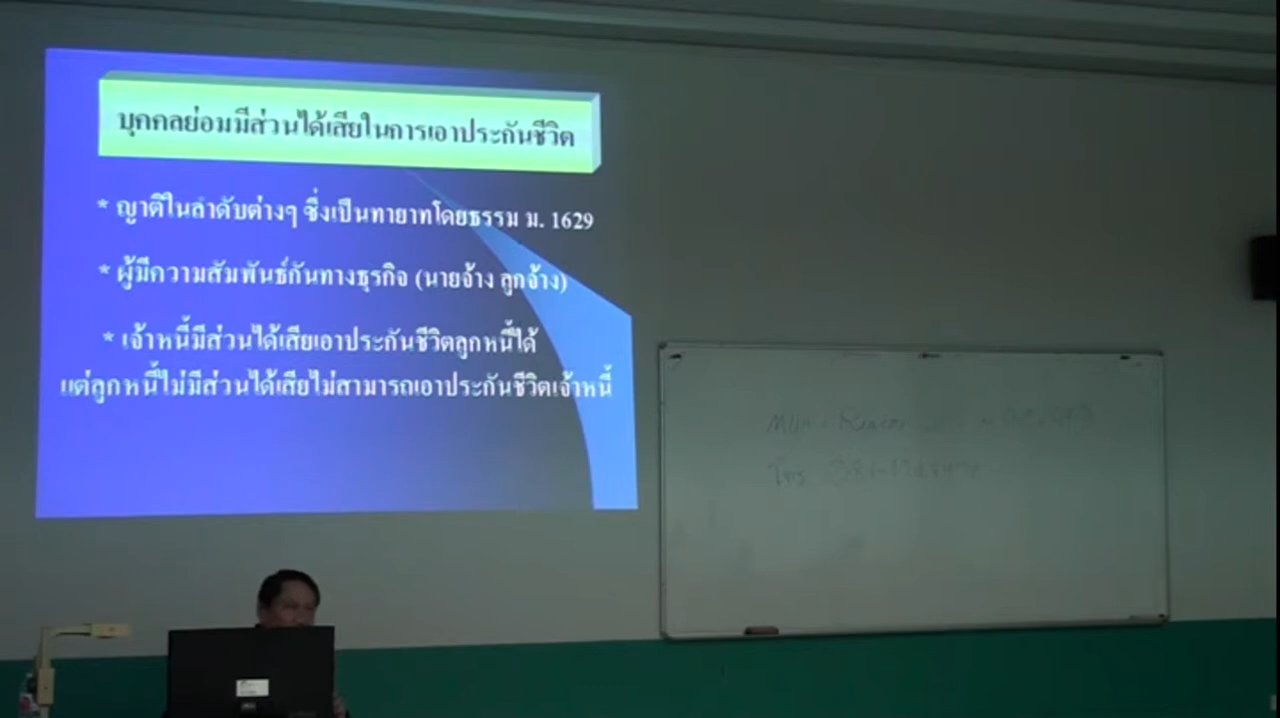 บุคคลย่อมมีส่วนได้เสียในการเอาประกันชีวิต
* ญาติในลำดับต่างๆ ซึ่งเป็นทายาทโดยธรรม ม. 1629
* ผู้มีความสัมพันธ์กันทางธุรกิจ (นายจ้าง ลูกจ้าง)
* เจ้าหนี้มีส่วนได้เสียเอาประกันชีวิตลูกหนี้ได้
แต่ลูกหนี้ไม่มีส่วนได้เสียไม่สามารถเอาประกันชีวิตเจ้าหนี้
โทร